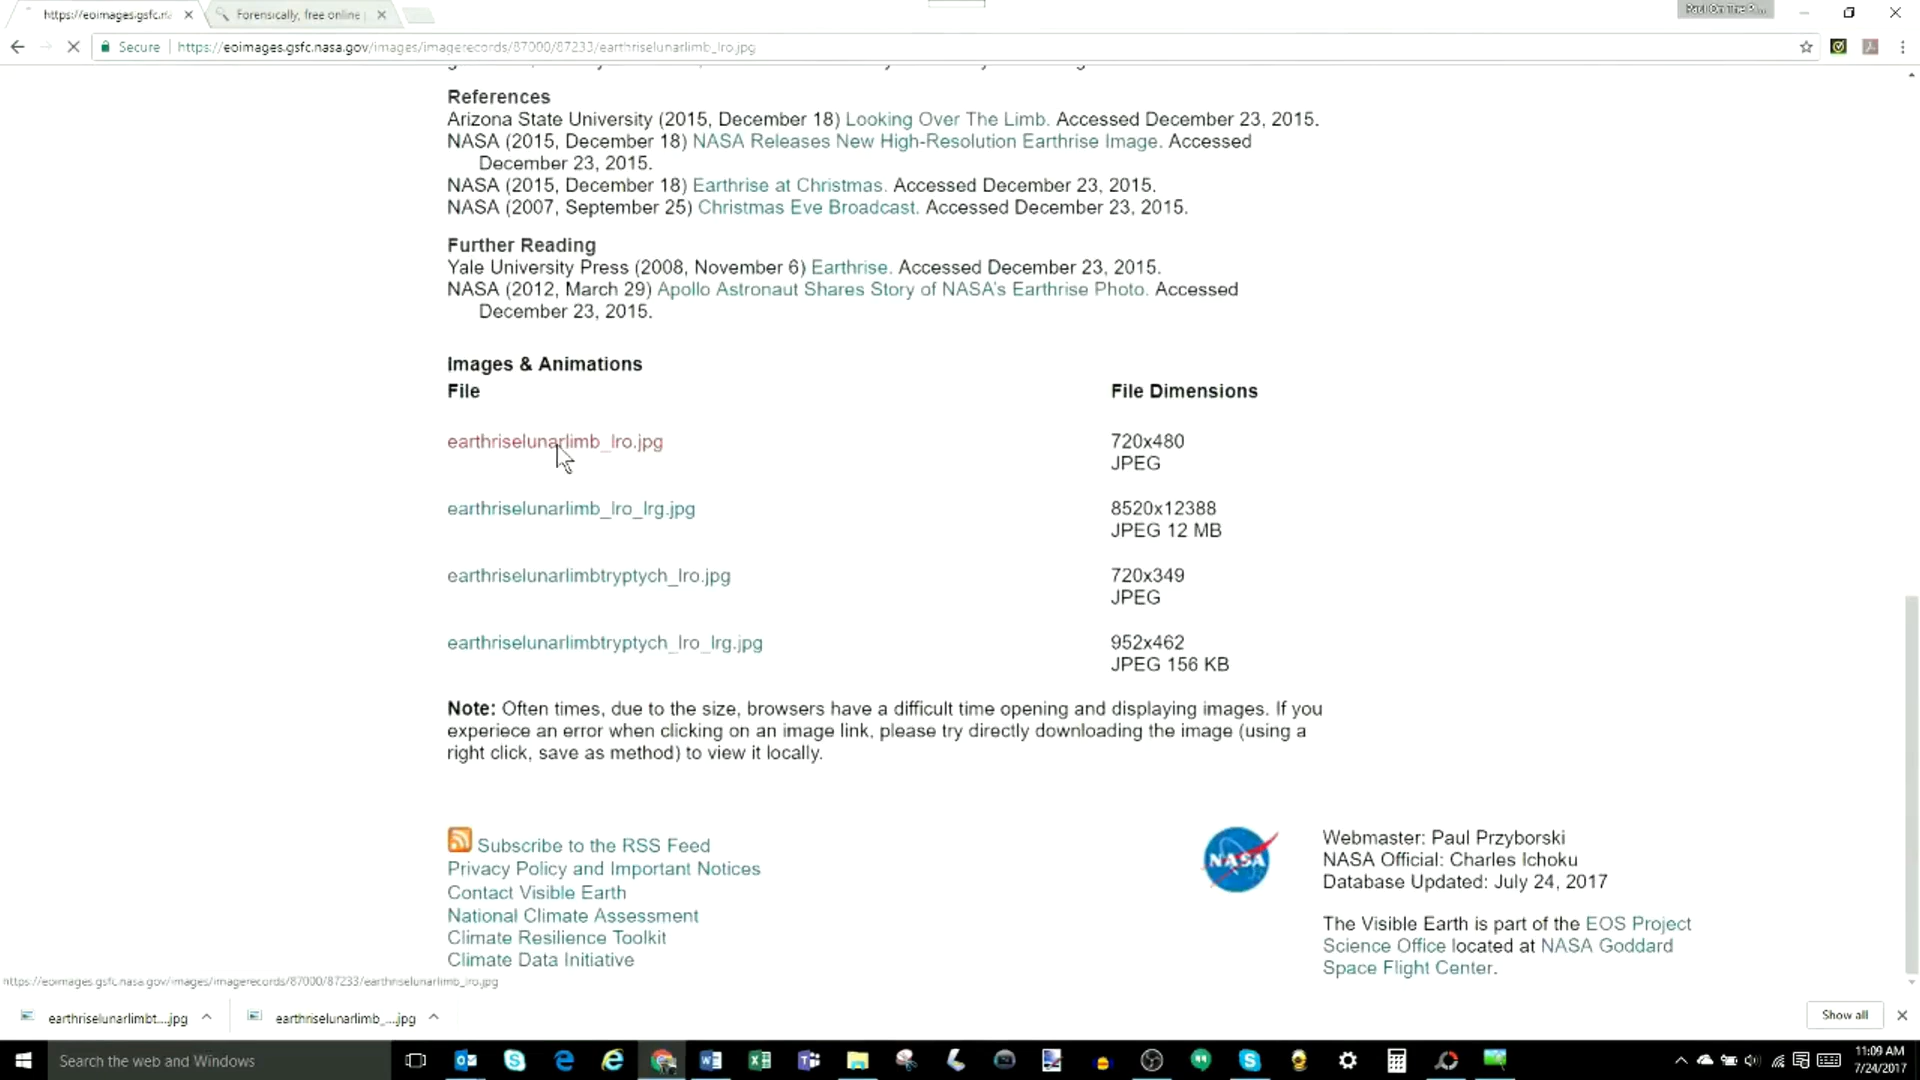 https://eoimages.gsfc.na
Forensically, free online
Secure
https://eoimages.gsfc.nasa.gov/images/imagerecords/87000/87233/earthriselunarlimb_lro.jpg
References
Arizona State University (2015, December 18) Looking Over The Limb. Accessed December 23, 2015.
NASA (2015, December 18) NASA Releases New High-Resolution Earthrise Image. Accessed
December 23, 2015.
NASA (2015, December 18) Earthrise at Christmas. Accessed December 23, 2015.
NASA (2007, September 25) Christmas Eve Broadcast. Accessed December 23, 2015.
Further Reading
Yale University Press (2008, November 6) Earthrise. Accessed December 23, 2015.
NASA (2012, March 29) Apollo Astronaut Shares Story of NASA's Earthrise Photo. Accessed
December 23, 2015.
Images & Animations
File File Dimensions
earthriselunarlimb_lro.jpg 720x480
JPEG
earthriselunarlimb_lro_lrg.jpg 8520x12388
JPEG 12 MB
earthriselunarlimbtryptych_lro.jpg 720x349
JPEG
earthriselunarlimbtryptych_lro_lrg.jpg 952x462
JPEG 156 KB
Note: Often times, due to the size, browsers have a difficult time opening and displaying images. If you
experiece an error when clicking on an image link, please try directly downloading the image (using a
right click, save as method) to view it locally.
Subscribe to the RSS Feed
Privacy Policy and Important Notices
Contact Visible Earth
National Climate Assessment
Climate Resilience Toolkit
Climate Data Initiative
NASA
Webmaster: Paul Przyborski
NASA Official: Charles Ichoku
Database Updated: July 24, 2017
The Visible Earth is part of the EOS Project
Science Office located at NASA Goddard
Space Flight Center.
https://eoimages.gsfc.nasa.gov/images/imagerecords/87000/87233/earthriselunarlimb_lro.jpg
earthriselunarlimbt....jpg
earthriselunarlimb_....jpg
Show all
Search the web and Windows
11:09 AM
7/24/2017